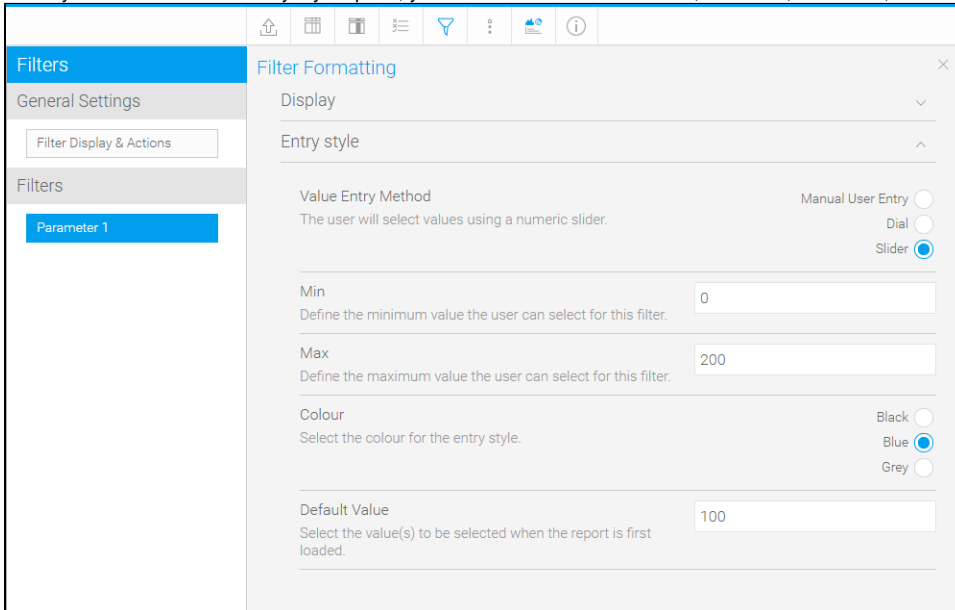 Filters
Filter Formatting
General Settings
Display
Filter Display & Actions
Entry style
Filters
Parameter 1
Value Entry Method
The user will select values using a numeric slider.
Manual User Entry
Dial
Slider
Min
Define the minimum value the user can select for this filter.
0
Max
Define the maximum value the user can select for this filter.
200
Colour
Select the colour for the entry style.
Black
Blue
Grey
Default Value
Select the value(s) to be selected when the report is first
loaded.
100